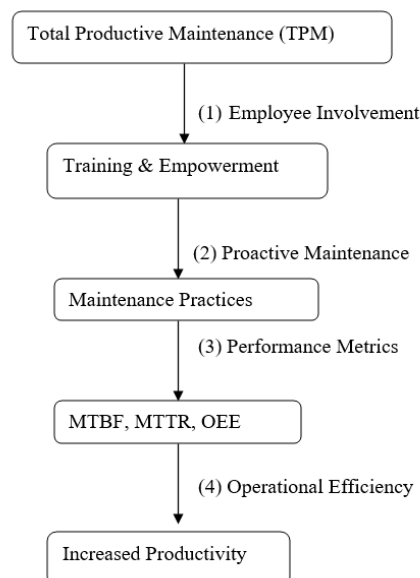 Total Productive Maintenance (TPM)
(1) Employee Involvement
Training & Empowerment
(2) Proactive Maintenance
Maintenance Practices
(3) Performance Metrics
MTBF, MTTR, OEE
(4) Operational Efficiency
Increased Productivity